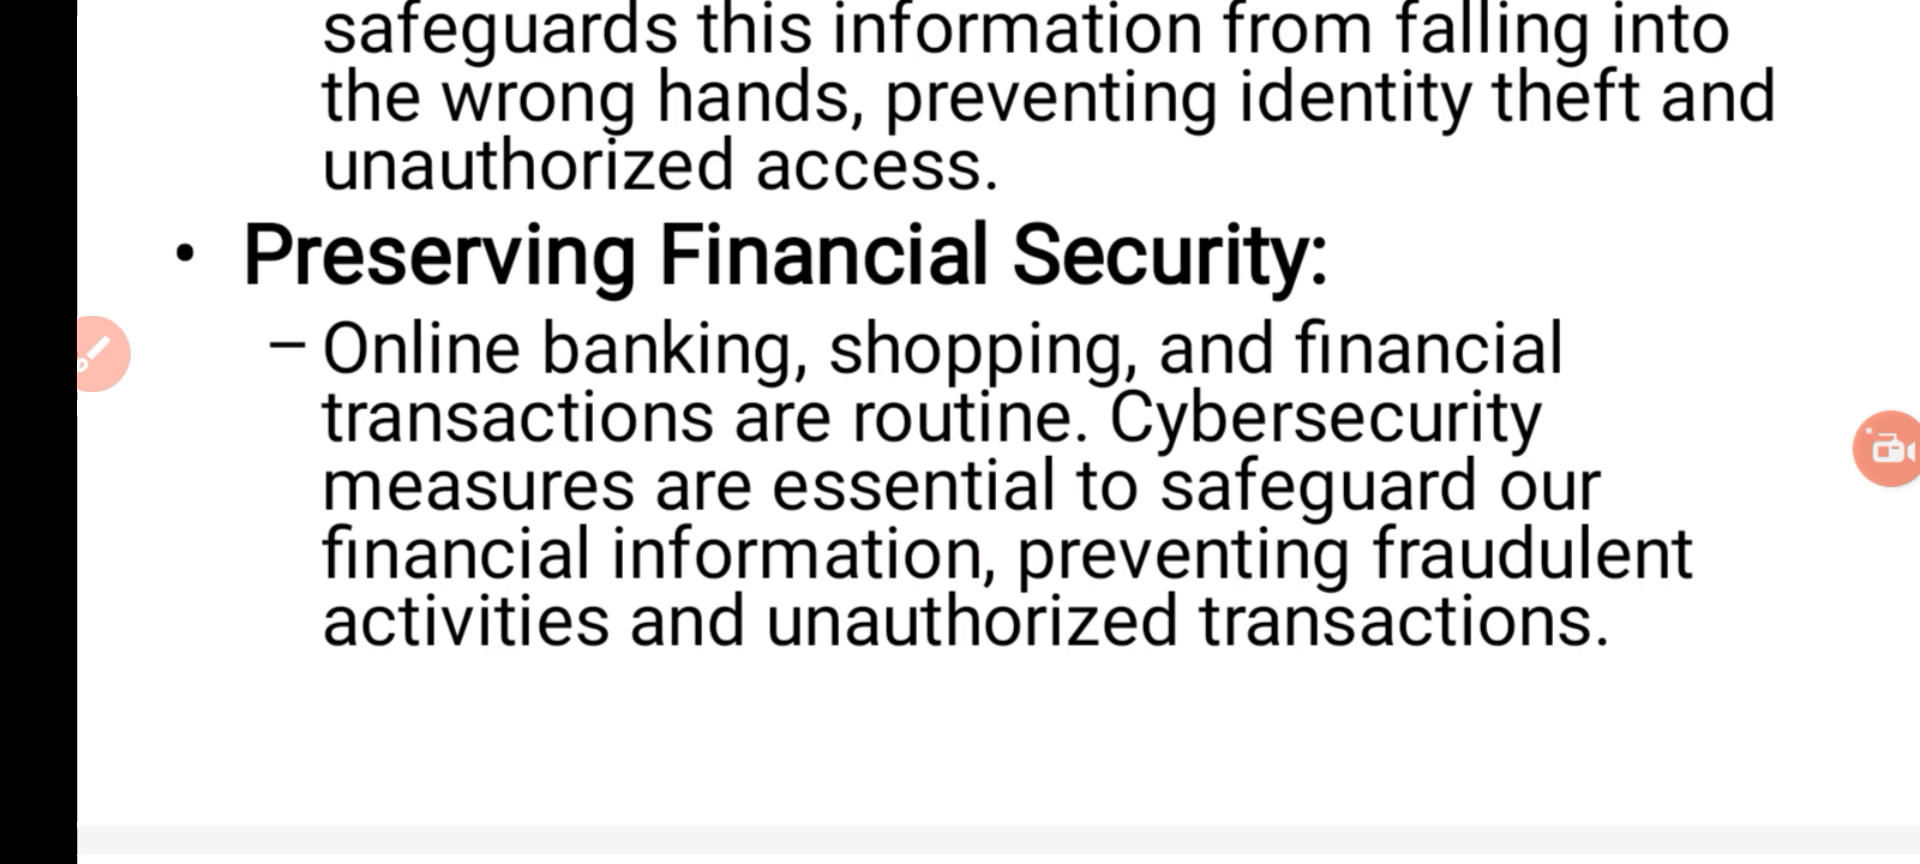 safeguards this information from falling into
the wrong hands, preventing identity theft and
unauthorized access.
• Preserving Financial Security:
– Online banking, shopping, and financial
transactions are routine. Cybersecurity
measures are essential to safeguard our
financial information, preventing fraudulent
activities and unauthorized transactions.